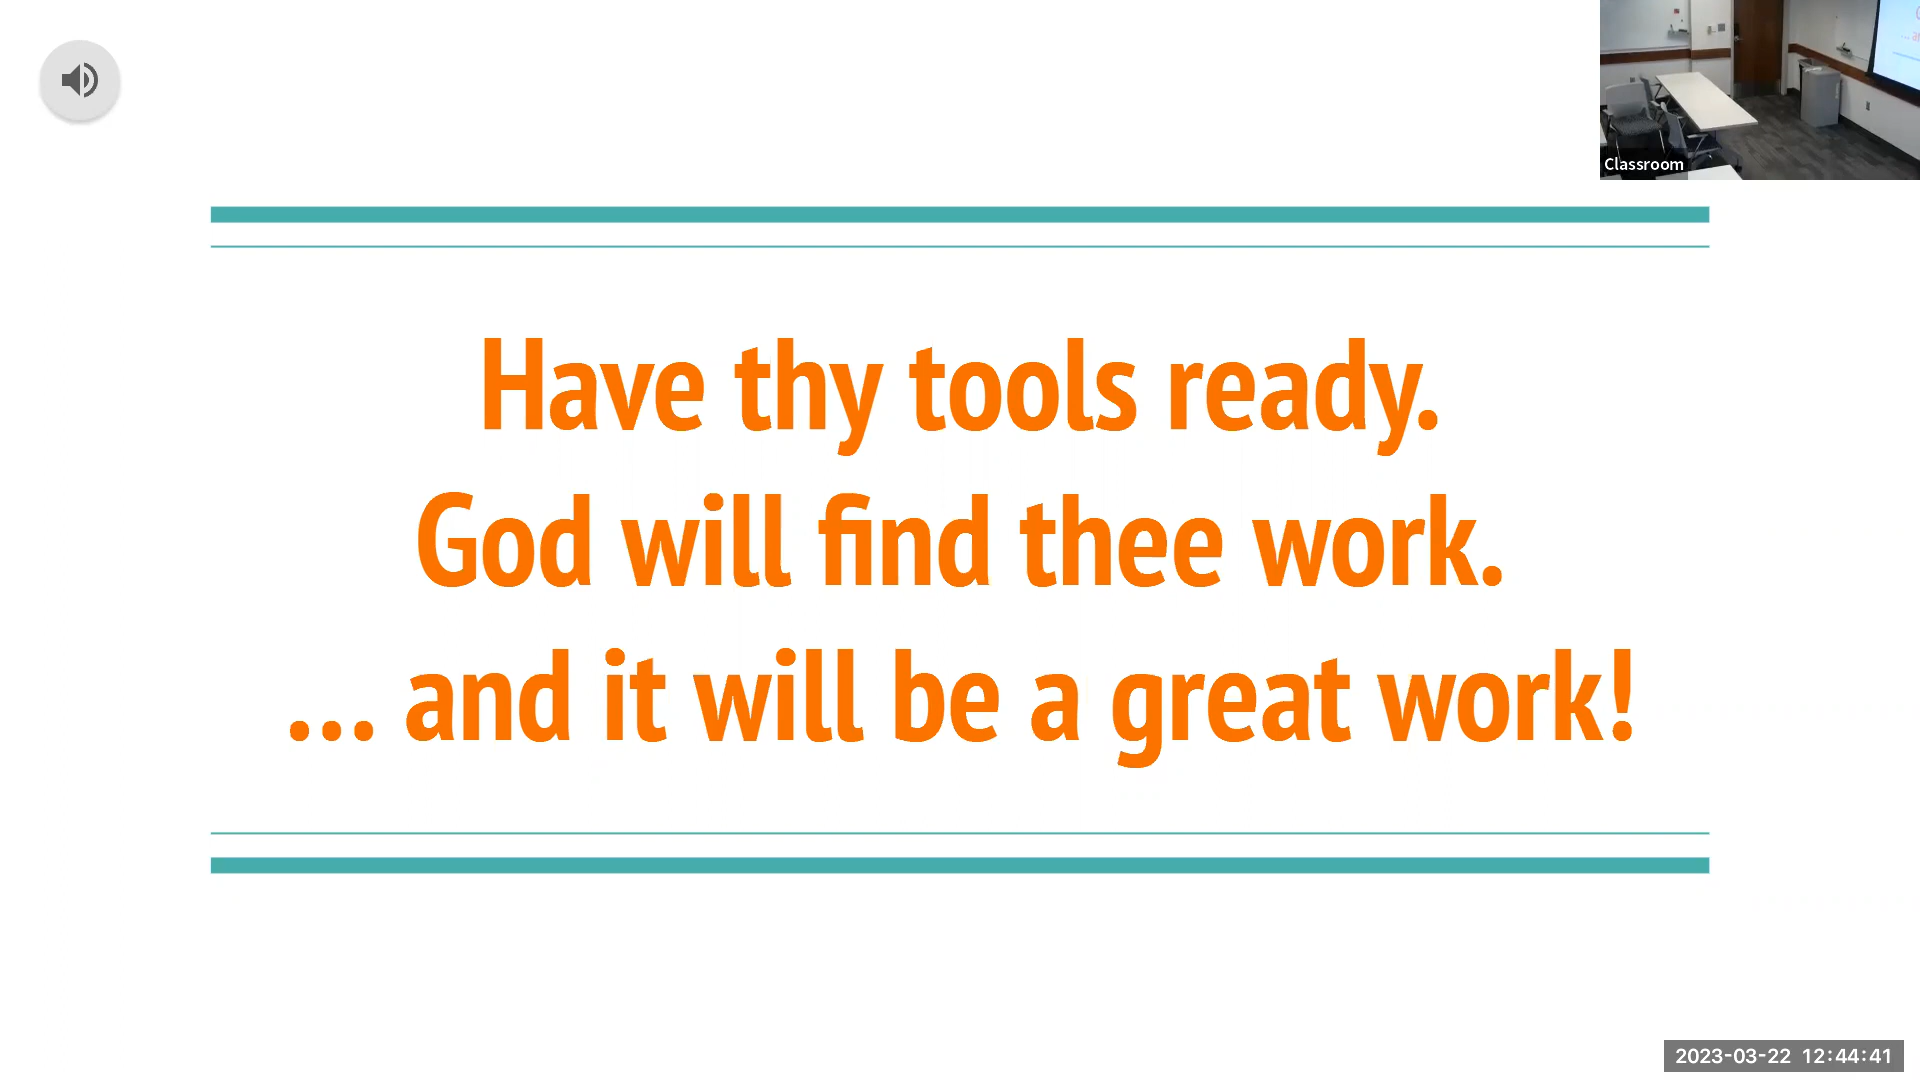 Classroom
Have thy tools ready.
God will find thee work.
... and it will be a great work!
2023-03-22 12:44:41